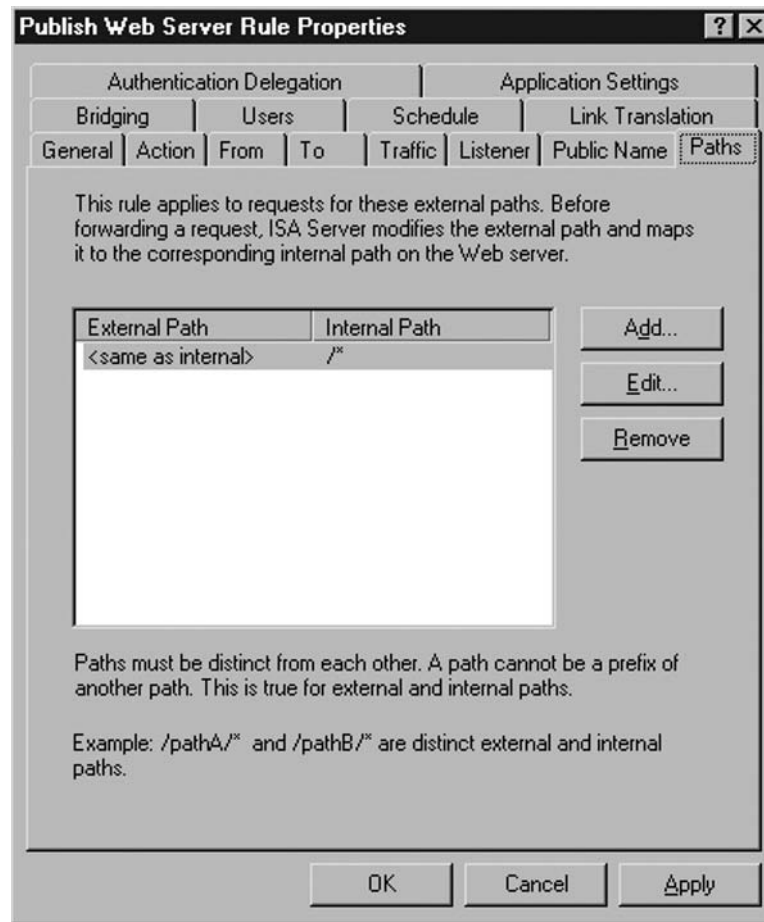 Publish Web Server Rule Properties
Authentication Delegation Application Settings
Bridging Users Schedule Link Translation
General Action From To Traffic Listener Public Name Paths
This rule applies to requests for these external paths. Before
forwarding a request, ISA Server modifies the external path and maps
it to the corresponding internal path on the Web server.
External Path Internal Path
<same as internal> /*
Add...
Edit...
Remove
Paths must be distinct from each other. A path cannot be a prefix of
another path. This is true for external and internal paths.
Example: /pathA/* and /pathB/* are distinct external and internal
paths.
OK Cancel Apply